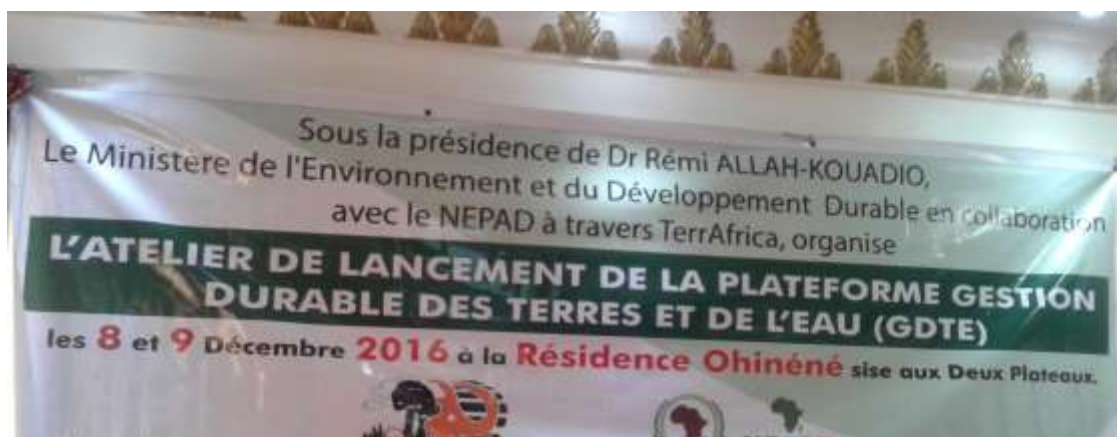 Sous la présidence de Dr Rémi ALLAH-KOUADIO,
Le Ministère de l'Environnement et du Développement Durable en collaboration
avec le NEPAD à travers TerrAfrica, organise
L'ATELIER DE LANCEMENT DE LA PLATEFORME GESTION
DURABLE DES TERRES ET DE L'EAU (GDTE)
les 8 et 9 Décembre 2016 à la Résidence Ohinéné sise aux Deux Plateaux.